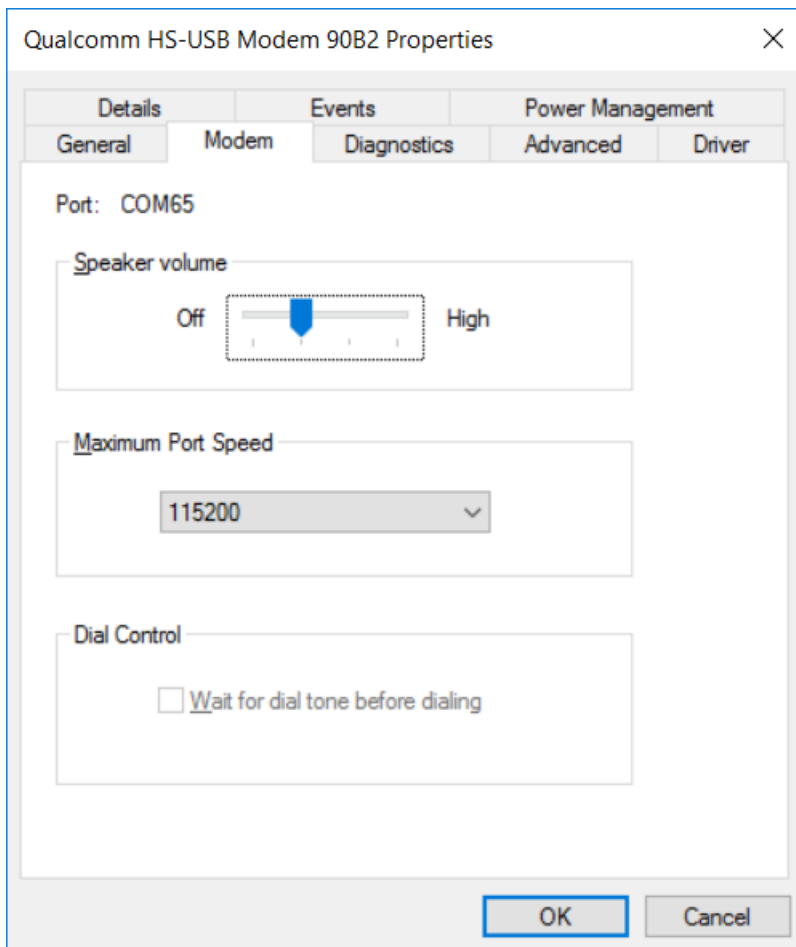 Qualcomm HS-USB Modem 90B2 Properties
Details Events Power Management
General Modem Diagnostics Advanced Driver
Port: COM65
Speaker volume
Off High
Maximum Port Speed
115200
Dial Control
Wait for dial tone before dialing
OK Cancel